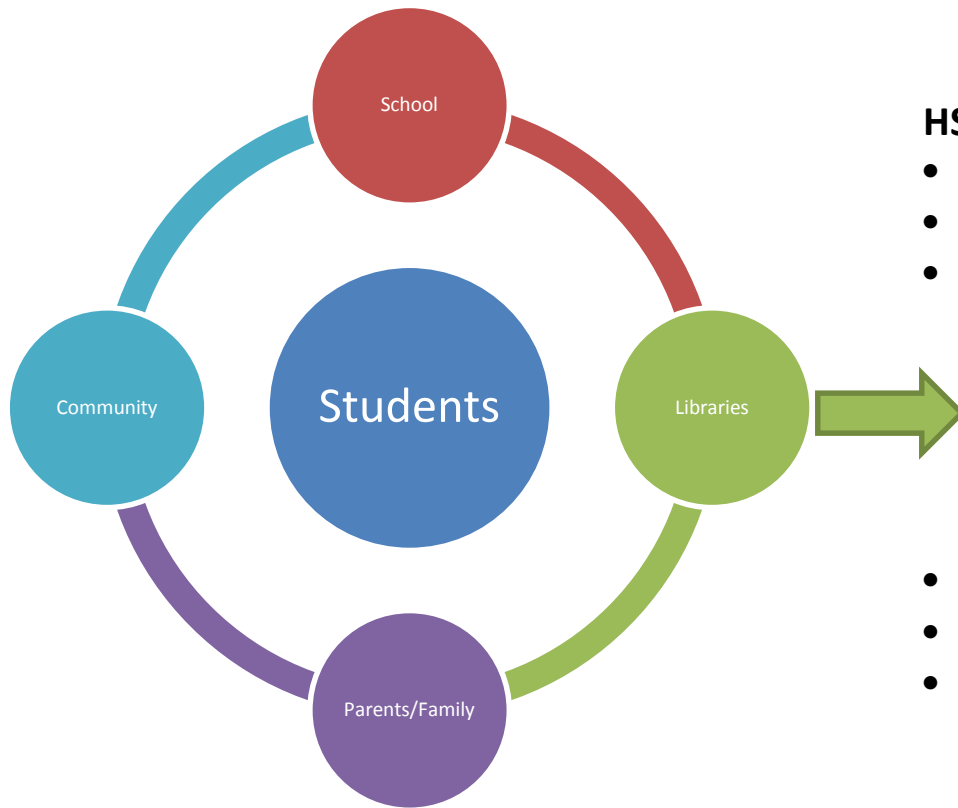 School
HS
•
•
•
Community
Students
Libraries
•
•
•
Parents/Family